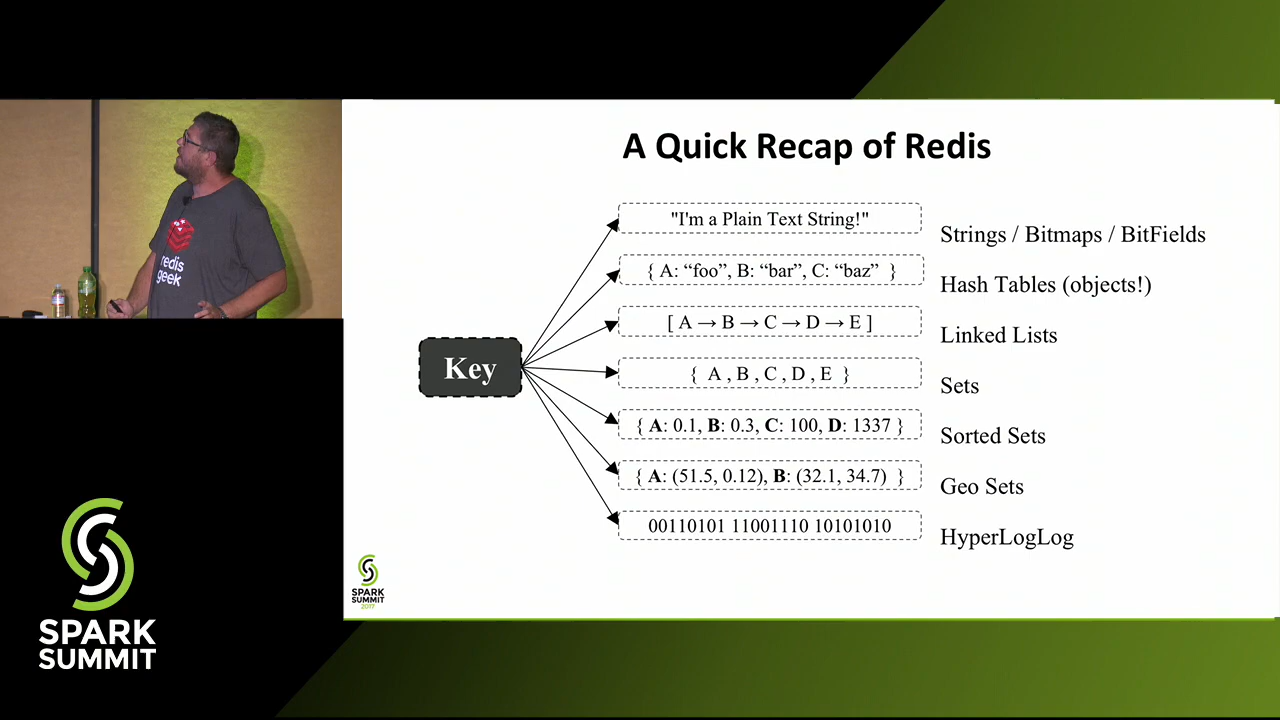 A Quick Recap of Redis
"I'm a Plain Text String!"
Strings / Bitmaps / BitFields
{ A: “foo”, B: “bar”, C: “baz” }
Hash Tables (objects!)
[ A → B → C → D → E ]
Linked Lists
Key
{ A , B , C , D , E }
Sets
{ A: 0.1, B: 0.3, C: 100, D: 1337 }
Sorted Sets
{ A: (51.5, 0.12), B: (32.1, 34.7) }
Geo Sets
00110101 11001110 10101010
HyperLogLog
SPARK
SUMMIT
2017
redis
geek
SPARK
SUMMIT